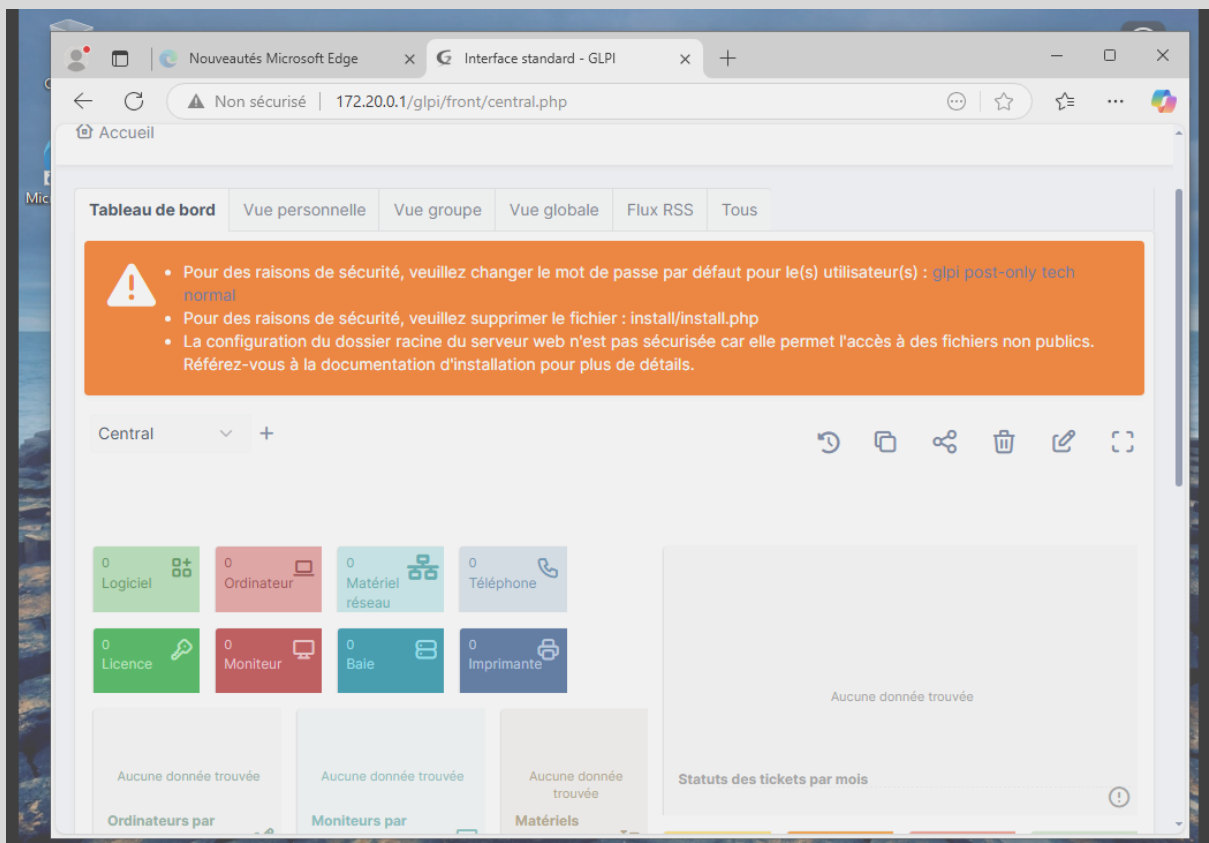 Nouveautés Microsoft Edge
Interface standard - GLPI
Non sécurisé
172.20.0.1/glpi/front/central.php
Accueil
Mic
Tableau de bord
Vue personnelle
Vue groupe
Vue globale
Flux RSS
Tous
Pour des raisons de sécurité, veuillez changer le mot de passe par défaut pour le(s) utilisateur(s) : glpi post-only tech
normal
Pour des raisons de sécurité, veuillez supprimer le fichier : install/install.php
La configuration du dossier racine du serveur web n'est pas sécurisée car elle permet l'accès à des fichiers non publics.
Référez-vous à la documentation d'installation pour plus de détails.
Central
0
Logiciel
0
Ordinateur
0
Matériel
réseau
0
Téléphone
0
Licence
0
Moniteur
0
Baie
0
Imprimante
Aucune donnée trouvée
Statuts des tickets par mois
Aucune donnée trouvée
Ordinateurs par
Aucune donnée trouvée
Moniteurs par
Aucune donnée
trouvée
Matériels